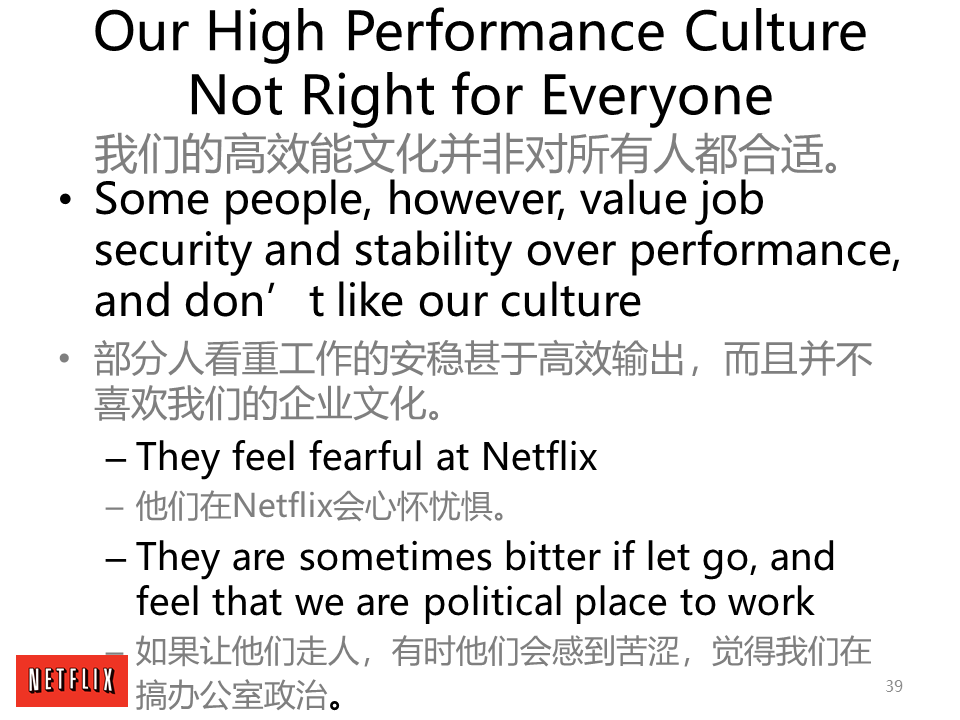 Our High Performance Culture
Not Right for Everyone
我们的高效能文化并非对所有人都合适。
• Some people, however, value job
security and stability over performance,
and don’t like our culture
• 部分人看重工作的安稳甚于高效输出，而且并不
喜欢我们的企业文化。
– They feel fearful at Netflix
– 他们在Netflix会心怀忧惧。
– They are sometimes bitter if let go, and
feel that we are political place to work
– 如果让他们走人，有时他们会感到苦涩，觉得我们在
搞办公室政治。
NETFLIX
39